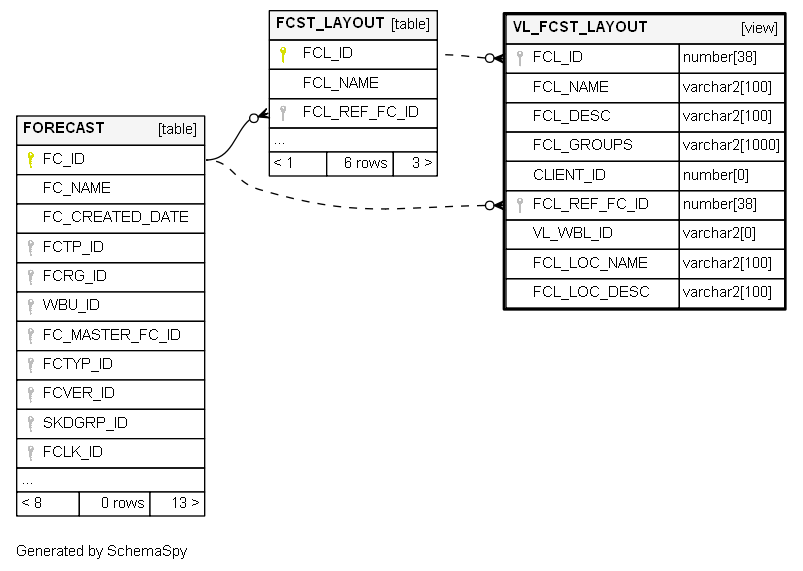 FCST_LAYOUT [table]
FCL_ID
FCL_NAME
FCL_REF_FC_ID
...
< 1 6 rows 3 >
VL_FCST_LAYOUT [view]
FCL_ID number[38]
FCL_NAME varchar2[100]
FCL_DESC varchar2[100]
FCL_GROUPS varchar2[1000]
CLIENT_ID number[0]
FCL_REF_FC_ID number[38]
VL_WBL_ID varchar2[0]
FCL_LOC_NAME varchar2[100]
FCL_LOC_DESC varchar2[100]
FORECAST [table]
FC_ID
FC_NAME
FC_CREATED_DATE
FCTP_ID
FCRG_ID
WBU_ID
FC_MASTER_FC_ID
FCTYP_ID
FCVER_ID
SKDGRP_ID
FCLK_ID
...
< 8 0 rows 13 >
Generated by SchemaSpy